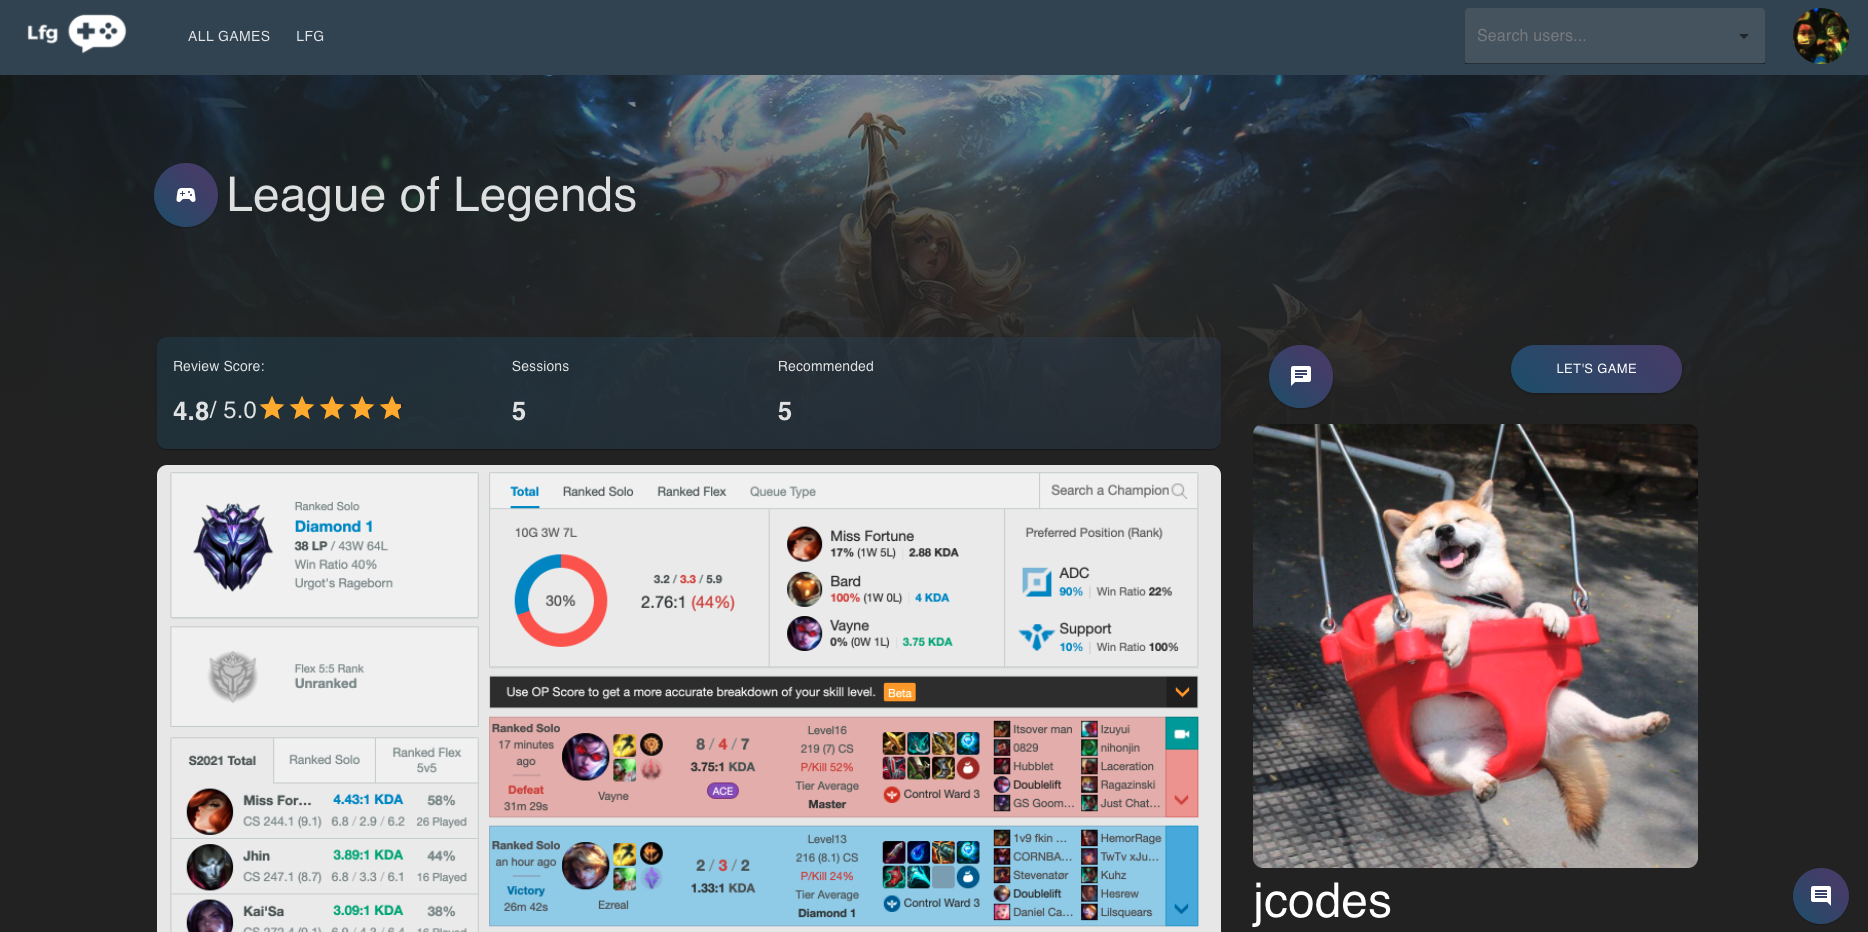 Lfg
ALL GAMES
LFG
Search users...
League of Legends
Review Score:
4.8/ 5.0
Sessions
5
Recommended
5
LET'S GAME
Ranked Solo
Diamond 1
38 LP / 43W 64L
Win Ratio 40%
Urgot's Rageborn
Flex 5:5 Rank
Unranked
S2021 Total
Ranked Solo
Ranked Flex
5v5
Miss For... 4.43:1 KDA 58%
CS 244.1 (9.1) 6.8 / 2.9 / 6.2 26 Played
Jhin 3.89:1 KDA 44%
CS 247.1 (8.7) 6.8 / 3.3 / 6.1 16 Played
Kai'Sa 3.09:1 KDA 38%
Total Ranked Solo Ranked Flex Queue Type
Search a Champion
10G 3W 7L
30%
3.2 / 3.3 / 5.9
2.76:1 (44%)
Miss Fortune
17% (1W 5L) 2.88 KDA
Bard
100% (1W 0L) 4 KDA
Vayne
0% (0W 1L) 3.75 KDA
Preferred Position (Rank)
ADC
90% Win Ratio 22%
Support
10% Win Ratio 100%
Use OP Score to get a more accurate breakdown of your skill level. Beta
Ranked Solo
17 minutes
ago
Defeat
31m 29s
Vayne
8 / 4 / 7
3.75:1 KDA
ACE
Level16
219 (7) CS
P/Kill 52%
Tier Average
Master
Control Ward 3
Itsover man
0829
Hubblet
Doublelift
GS Goom...
Izuyui
nihonjin
Laceration
Ragazinski
Just Chat...
Ranked Solo
an hour ago
Victory
26m 42s
Ezreal
2 / 3 / 2
1.33:1 KDA
Level13
216 (8.1) CS
P/Kill 24%
Tier Average
Diamond 1
Control Ward 3
1v9 fkin ...
CORNBA...
Stevenatør
Doublelift
Daniel Ca...
HemorRage
TwTv xJu...
Kuhz
Hesrew
Lilsquears
jcodes